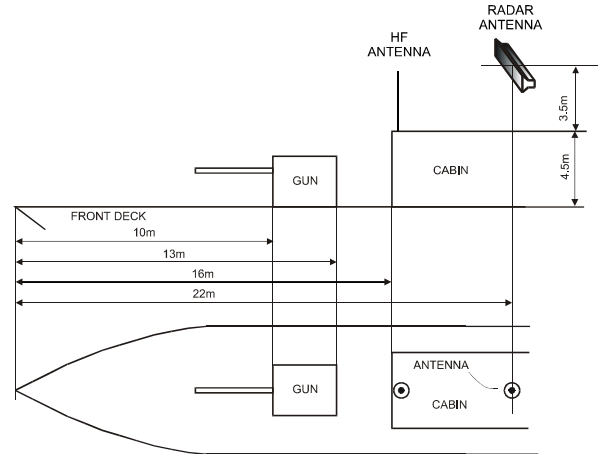 RADAR
ANTENNA
HF
ANTENNA
3.5m
CABIN
4.5m
GUN
FRONT DECK
10m
13m
16m
22m
ANTENNA
GUN
CABIN